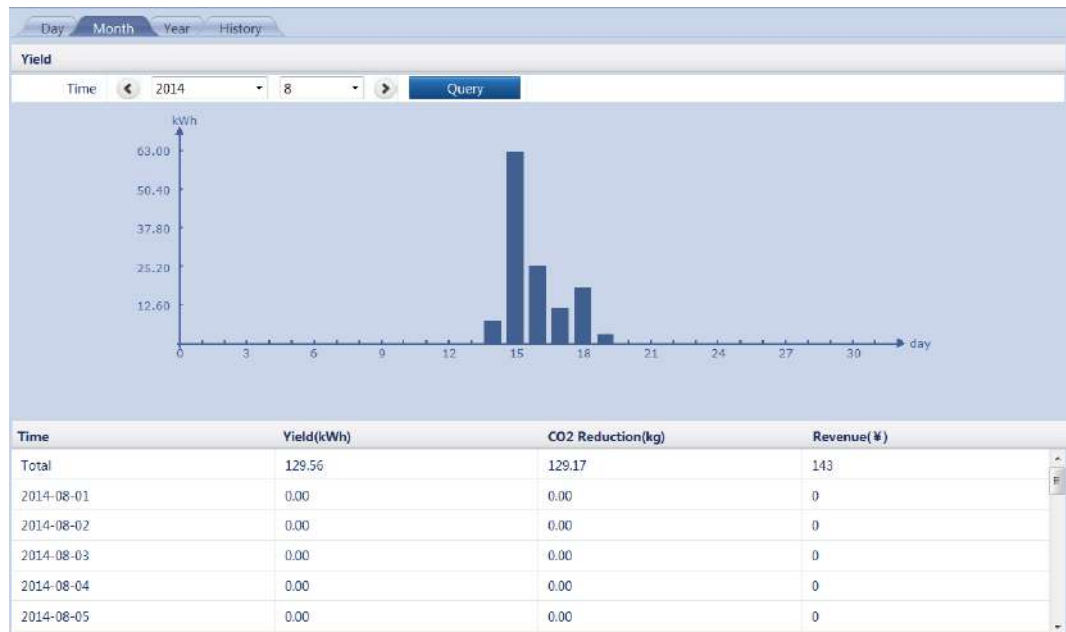 Day Month Year History
Yield
Time 2014 8 Query
kWh
63.00
50.40
37.80
25.20
12.60
0 3 6 9 12 15 18 21 24 27 30 day
Time Yield(kWh) CO2 Reduction(kg) Revenue(¥)
Total 129.56 129.17 143
2014-08-01 0.00 0.00 0
2014-08-02 0.00 0.00 0
2014-08-03 0.00 0.00 0
2014-08-04 0.00 0.00 0
2014-08-05 0.00 0.00 0